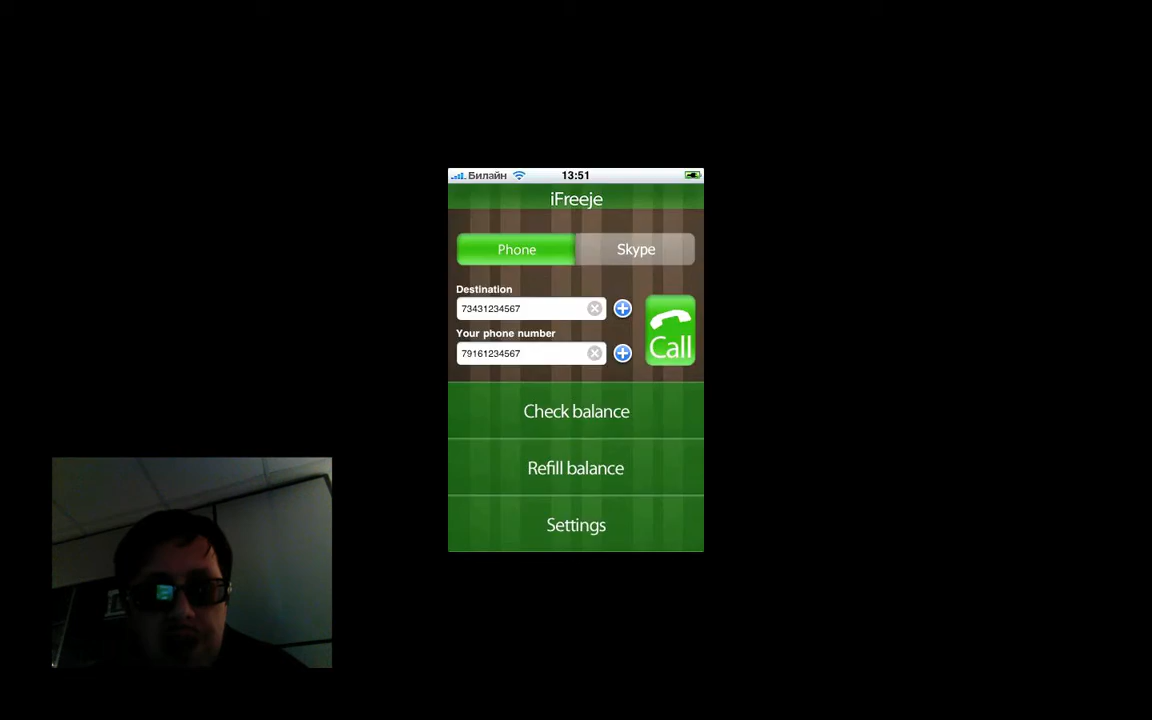 Билайн 13:51
iFreeje
Phone Skype
Destination
73431234567
Your phone number
79161234567
Call
Check balance
Refill balance
Settings